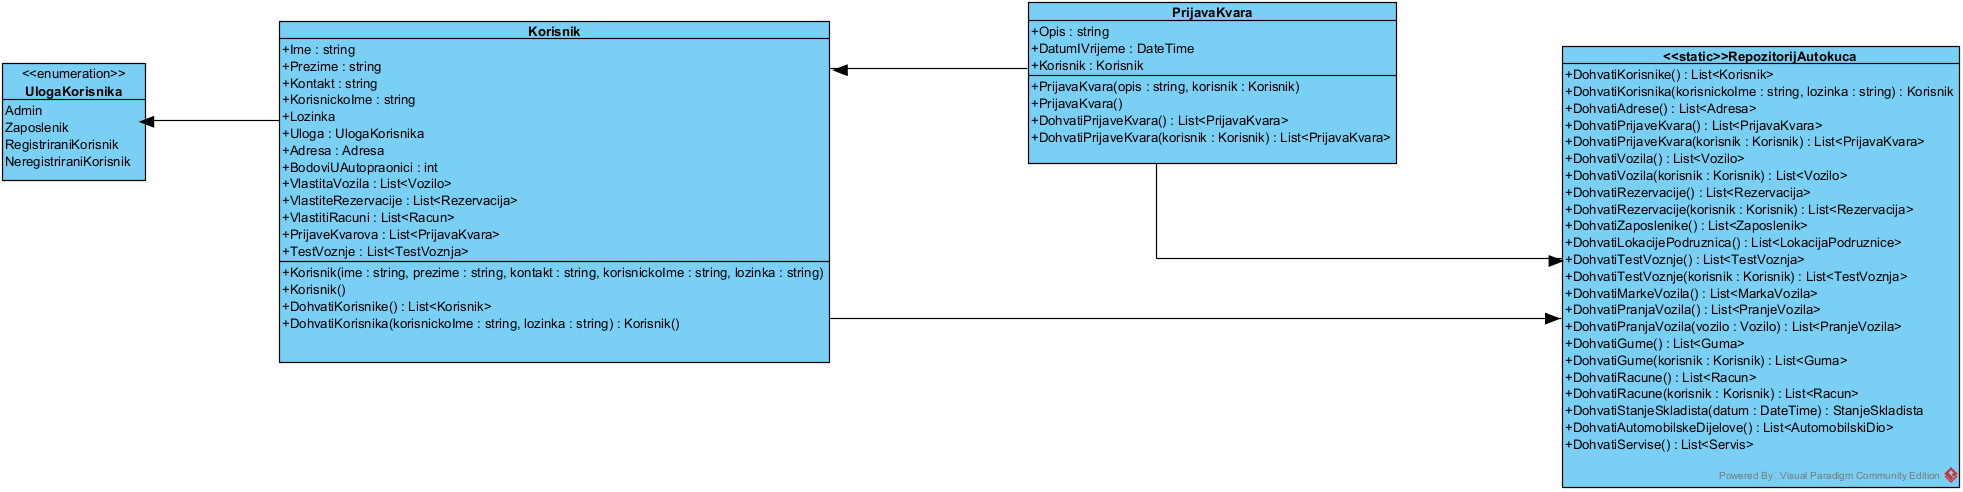 <<enumeration>>
UlogaKorisnika
Admin
Zaposlenik
RegistriraniKorisnik
NeregistriraniKorisnik
Korisnik
+Ime : string
+Prezime : string
+Kontakt : string
+KorisnickoIme : string
+Lozinka
+Uloga : UlogaKorisnika
+Adresa : Adresa
+BodoviUAutopraonici : int
+VlastitaVozila : List<Vozilo>
+VlastiteRezervacije : List<Rezervacija>
+VlastitiRacuni : List<Racun>
+PrijaveKvarova : List<PrijavaKvara>
+TestVoznje : List<TestVoznja>
+Korisnik(ime : string, prezime : string, kontakt : string, korisnickoIme : string, lozinka : string)
+Korisnik()
+DohvatiKorisnike() : List<Korisnik>
+DohvatiKorisnika(korisnickoIme : string, lozinka : string) : Korisnik()
PrijavaKvara
+Opis : string
+DatumIVrijeme : DateTime
+Korisnik : Korisnik
+PrijavaKvara(opis : string, korisnik : Korisnik)
+PrijavaKvara()
+DohvatiPrijaveKvara() : List<PrijavaKvara>
+DohvatiPrijaveKvara(korisnik : Korisnik) : List<PrijavaKvara>
<<static>>RepozitorijAutokuca
+DohvatiKorisnike() : List<Korisnik>
+DohvatiKorisnika(korisnickoIme : string, lozinka : string) : Korisnik
+DohvatiAdrese() : List<Adresa>
+DohvatiPrijaveKvara() : List<PrijavaKvara>
+DohvatiPrijaveKvara(korisnik : Korisnik) : List<PrijavaKvara>
+DohvatiVozila() : List<Vozilo>
+DohvatiVozila(korisnik : Korisnik) : List<Vozilo>
+DohvatiRezervacije() : List<Rezervacija>
+DohvatiRezervacije(korisnik : Korisnik) : List<Rezervacija>
+DohvatiZaposlenike() : List<Zaposlenik>
+DohvatiLokacijePodruznica() : List<LokacijaPodruznice>
+DohvatiTestVoznje() : List<TestVoznja>
+DohvatiTestVoznje(korisnik : Korisnik) : List<TestVoznja>
+DohvatiMarkeVozila() : List<MarkaVozila>
+DohvatiPranjaVozila() : List<PranjeVozila>
+DohvatiPranjaVozila(vozilo : Vozilo) : List<PranjeVozila>
+DohvatiGume() : List<Guma>
+DohvatiGume(korisnik : Korisnik) : List<Guma>
+DohvatiRacune() : List<Racun>
+DohvatiRacune(korisnik : Korisnik) : List<Racun>
+DohvatiStanjeSkladista(datum : DateTime) : StanjeSkladista
+DohvatiAutomobilskeDijelove() : List<AutomobilskiDio>
+DohvatiServise() : List<Servis>
Powered By Visual Paradigm Community Edition